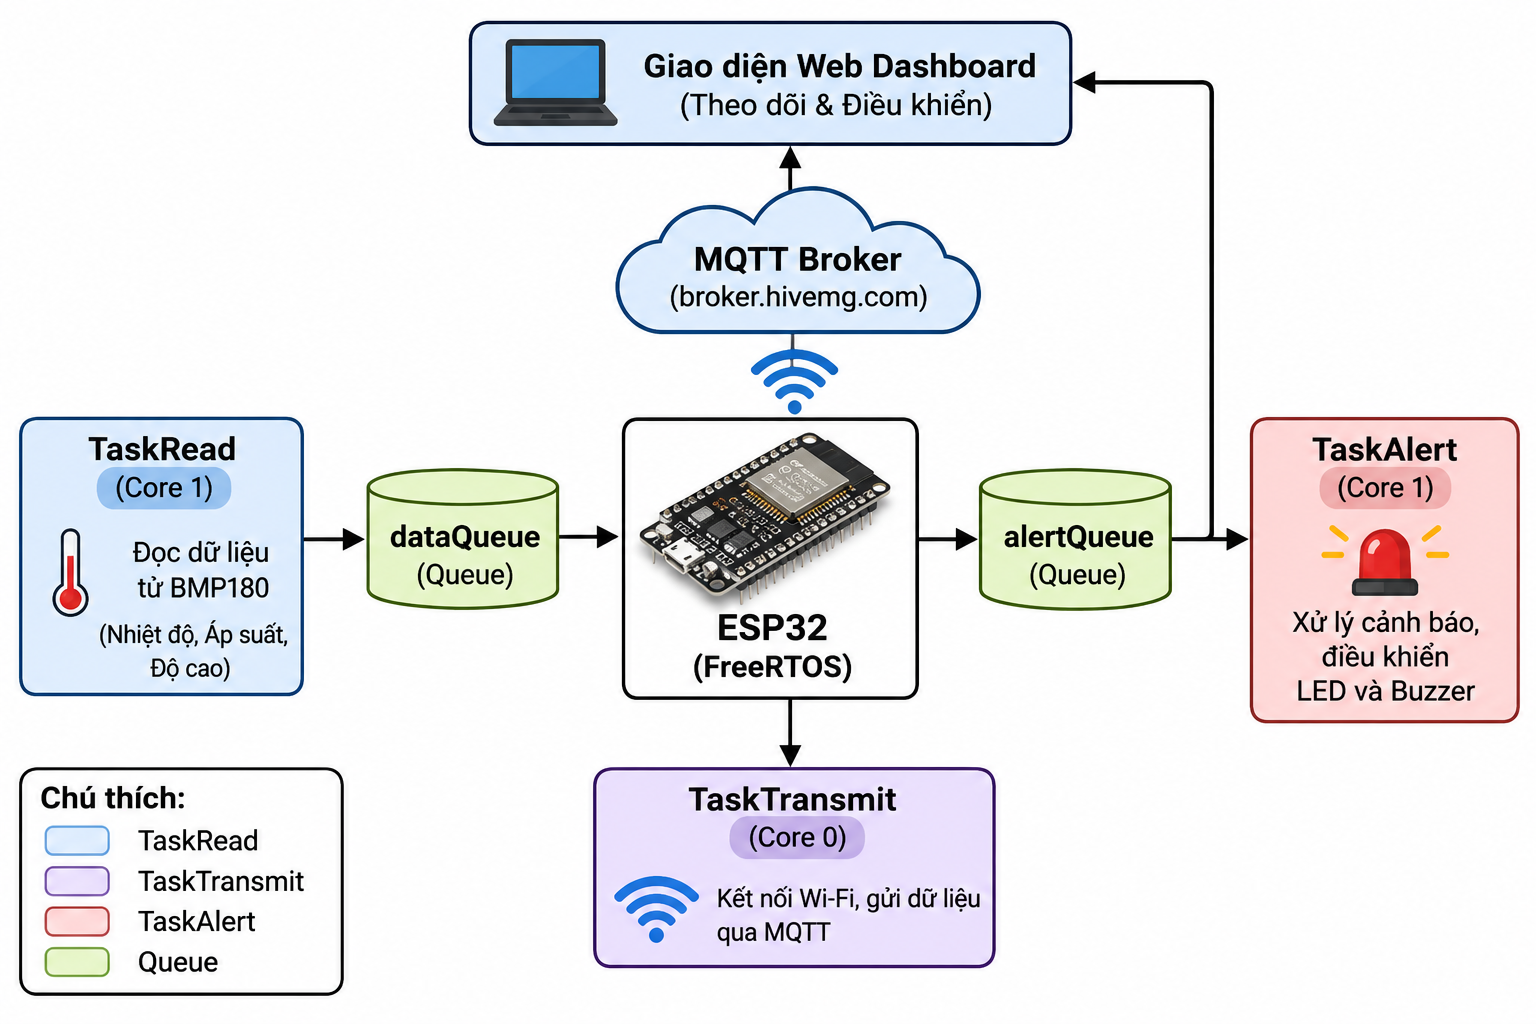 Giao diện Web Dashboard
(Theo dõi & Điều khiển)
MQTT Broker
(broker.hivemg.com)
TaskRead
(Core 1)
Đọc dữ liệu
tử BMP180
(Nhiệt độ, Áp suất,
Độ cao)
dataQueue
(Queue)
ESP32
(FreeRTOS)
alertQueue
(Queue)
TaskAlert
(Core 1)
Xử lý cảnh báo,
điều khiển
LED và Buzzer
TaskTransmit
(Core 0)
Kết nối Wi-Fi, gửi dữ liệu
qua MQTT
Chú thích:
TaskRead
TaskTransmit
TaskAlert
Queue